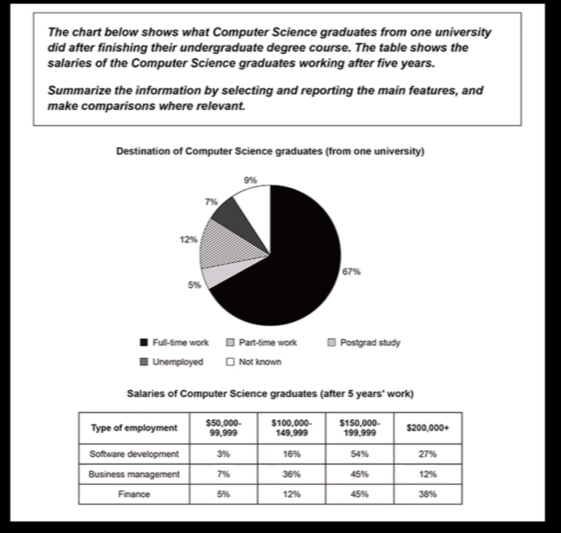 The chart below shows what Computer Science graduates from one university
did after finishing their undergraduate degree course. The table shows the
salaries of the Computer Science graduates working after five years.
Summarize the information by selecting and reporting the main features, and
make comparisons where relevant.
Destination of Computer Science graduates (from one university)
9%
7%
12%
67%
5%
Full-time work Part-time work Postgrad study
Unemployed Not known
Salaries of Computer Science graduates (after 5 years' work)
Type of employment $50,000-99,999 $100,000-149,999 $150,000-199,999 $200,000+
Software development 3% 16% 54% 27%
Business management 7% 36% 45% 12%
Finance 5% 12% 45% 38%